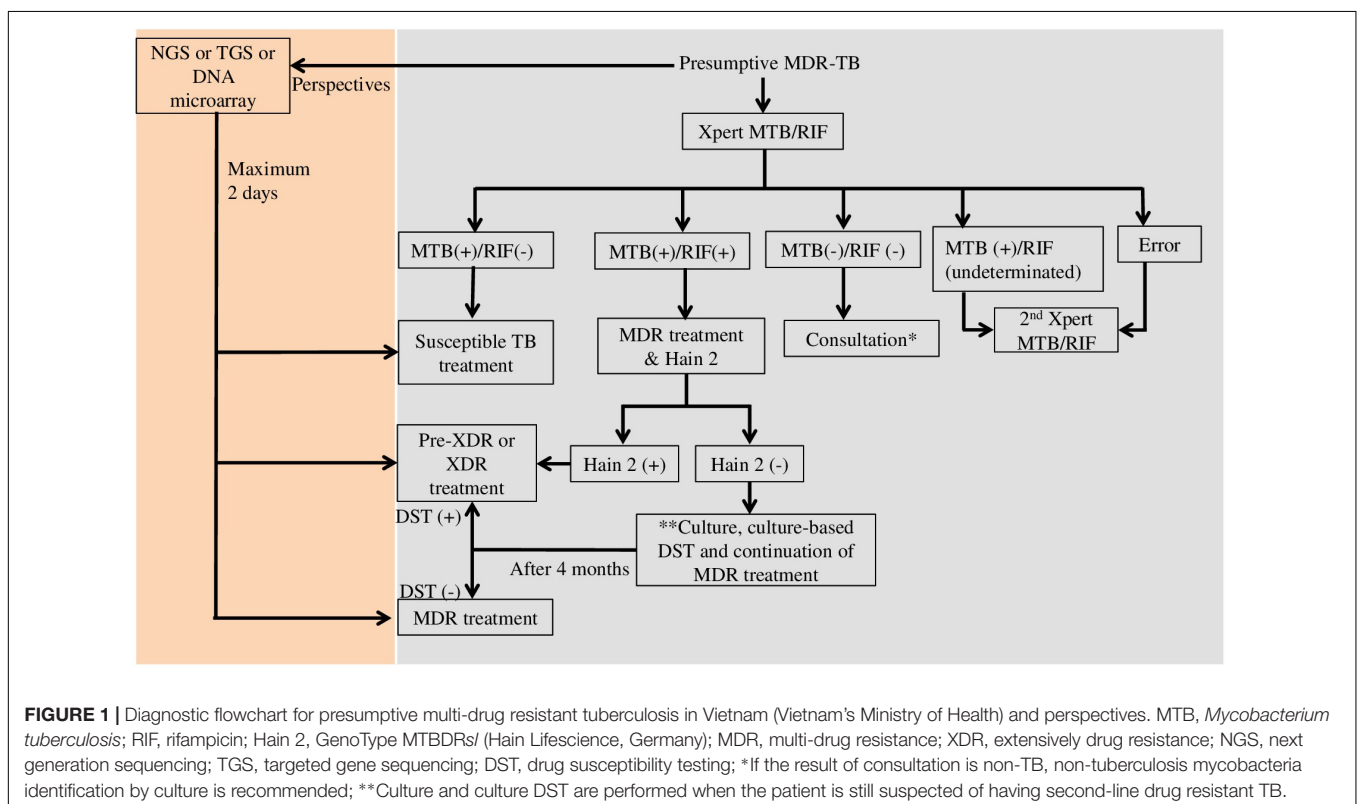 NGS or TGS or
DNA
microarray
Perspectives
Presumptive MDR-TB
Xpert MTB/RIF
Maximum
2 days
MTB(+)/RIF(-)
MTB(+)/RIF(+)
MTB(-)/RIF (-)
MTB (+)/RIF
(undeterminated)
Error
Susceptible TB
treatment
MDR treatment
& Hain 2
Consultation*
2nd Xpert
MTB/RIF
Pre-XDR or
XDR
treatment
Hain 2 (+)
Hain 2 (-)
DST (+)
**Culture, culture-based
DST and continuation of
MDR treatment
After 4 months
DST (-)
MDR treatment
FIGURE 1 | Diagnostic flowchart for presumptive multi-drug resistant tuberculosis in Vietnam (Vietnam's Ministry of Health) and perspectives. MTB, Mycobacterium
tuberculosis; RIF, rifampicin; Hain 2, GenoType MTBDRsl (Hain Lifescience, Germany); MDR, multi-drug resistance; XDR, extensively drug resistance; NGS, next
generation sequencing; TGS, targeted gene sequencing; DST, drug susceptibility testing; *If the result of consultation is non-TB, non-tuberculosis mycobacteria
identification by culture is recommended; **Culture and culture DST are performed when the patient is still suspected of having second-line drug resistant TB.